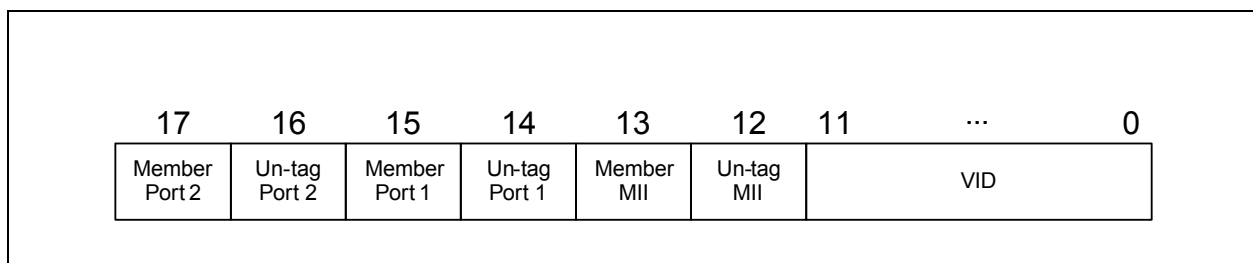 17 16 15 14 13 12 11 ... 0
Member Un-tag Member Un-tag Member Un-tag VID
Port 2 Port 2 Port 1 Port 1 MII MII